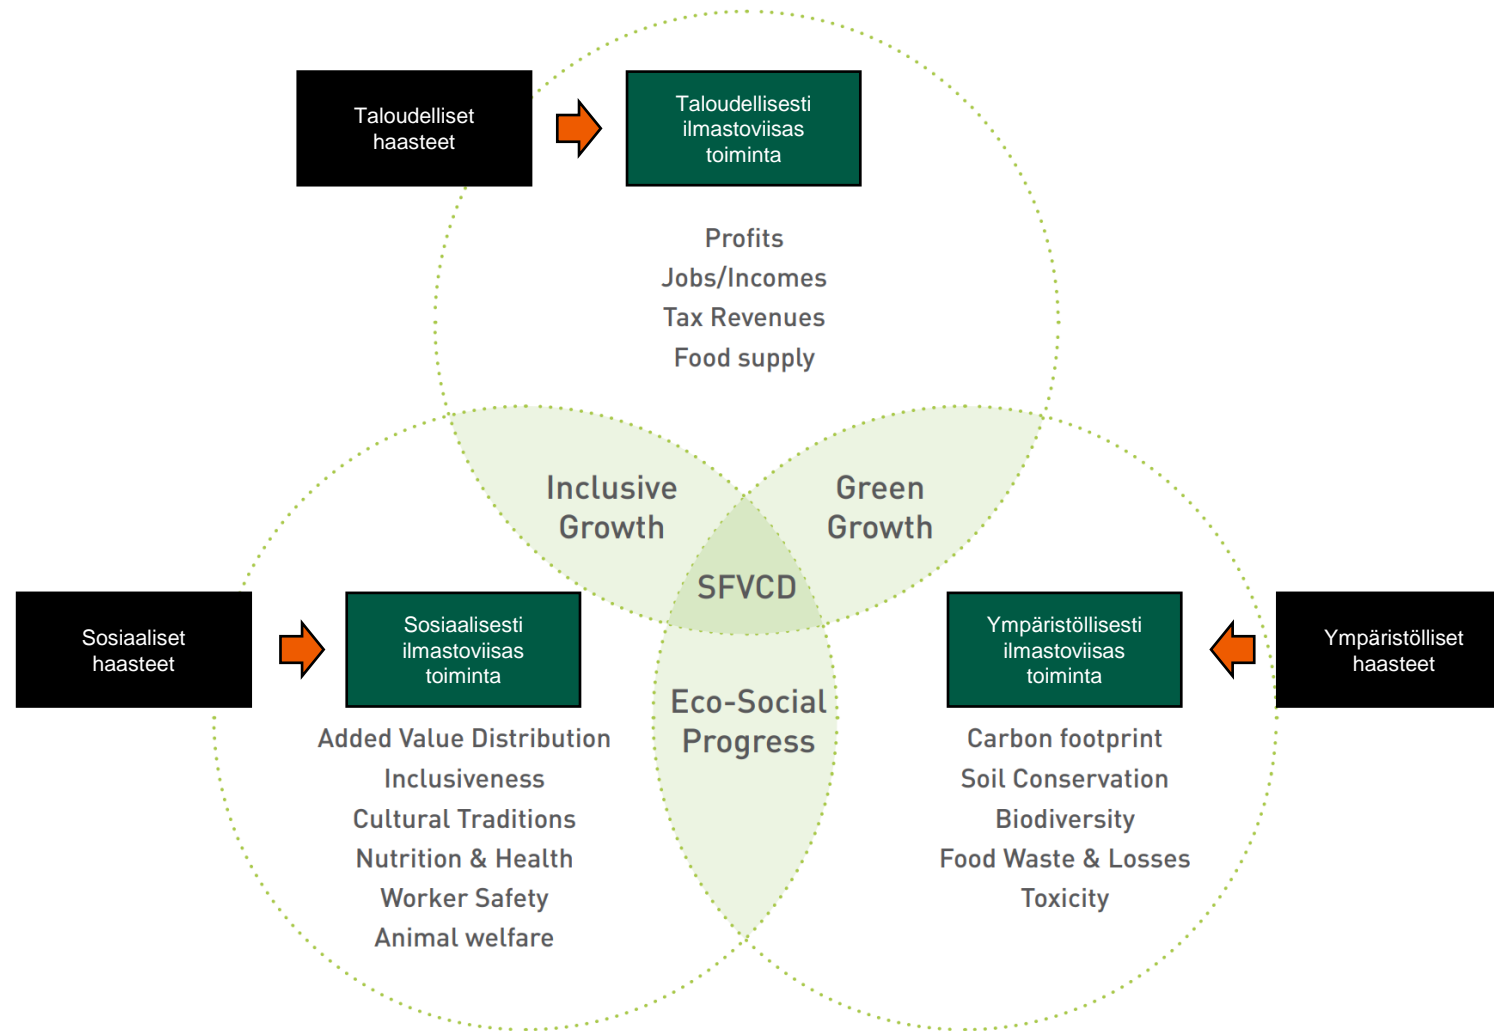 Taloudelliset
haasteet
Taloudellisesti
ilmastoviisas
toiminta
Profits
Jobs/Incomes
Tax Revenues
Food supply
Inclusive
Growth
Green
Growth
SFVCD
Sosiaaliset
haasteet
Sosiaalisesti
ilmastoviisas
toiminta
Ympäristöllisesti
ilmastoviisas
toiminta
Ympäristölliset
haasteet
Eco-Social
Progress
Added Value Distribution
Inclusiveness
Cultural Traditions
Nutrition & Health
Worker Safety
Animal welfare
Carbon footprint
Soil Conservation
Biodiversity
Food Waste & Losses
Toxicity